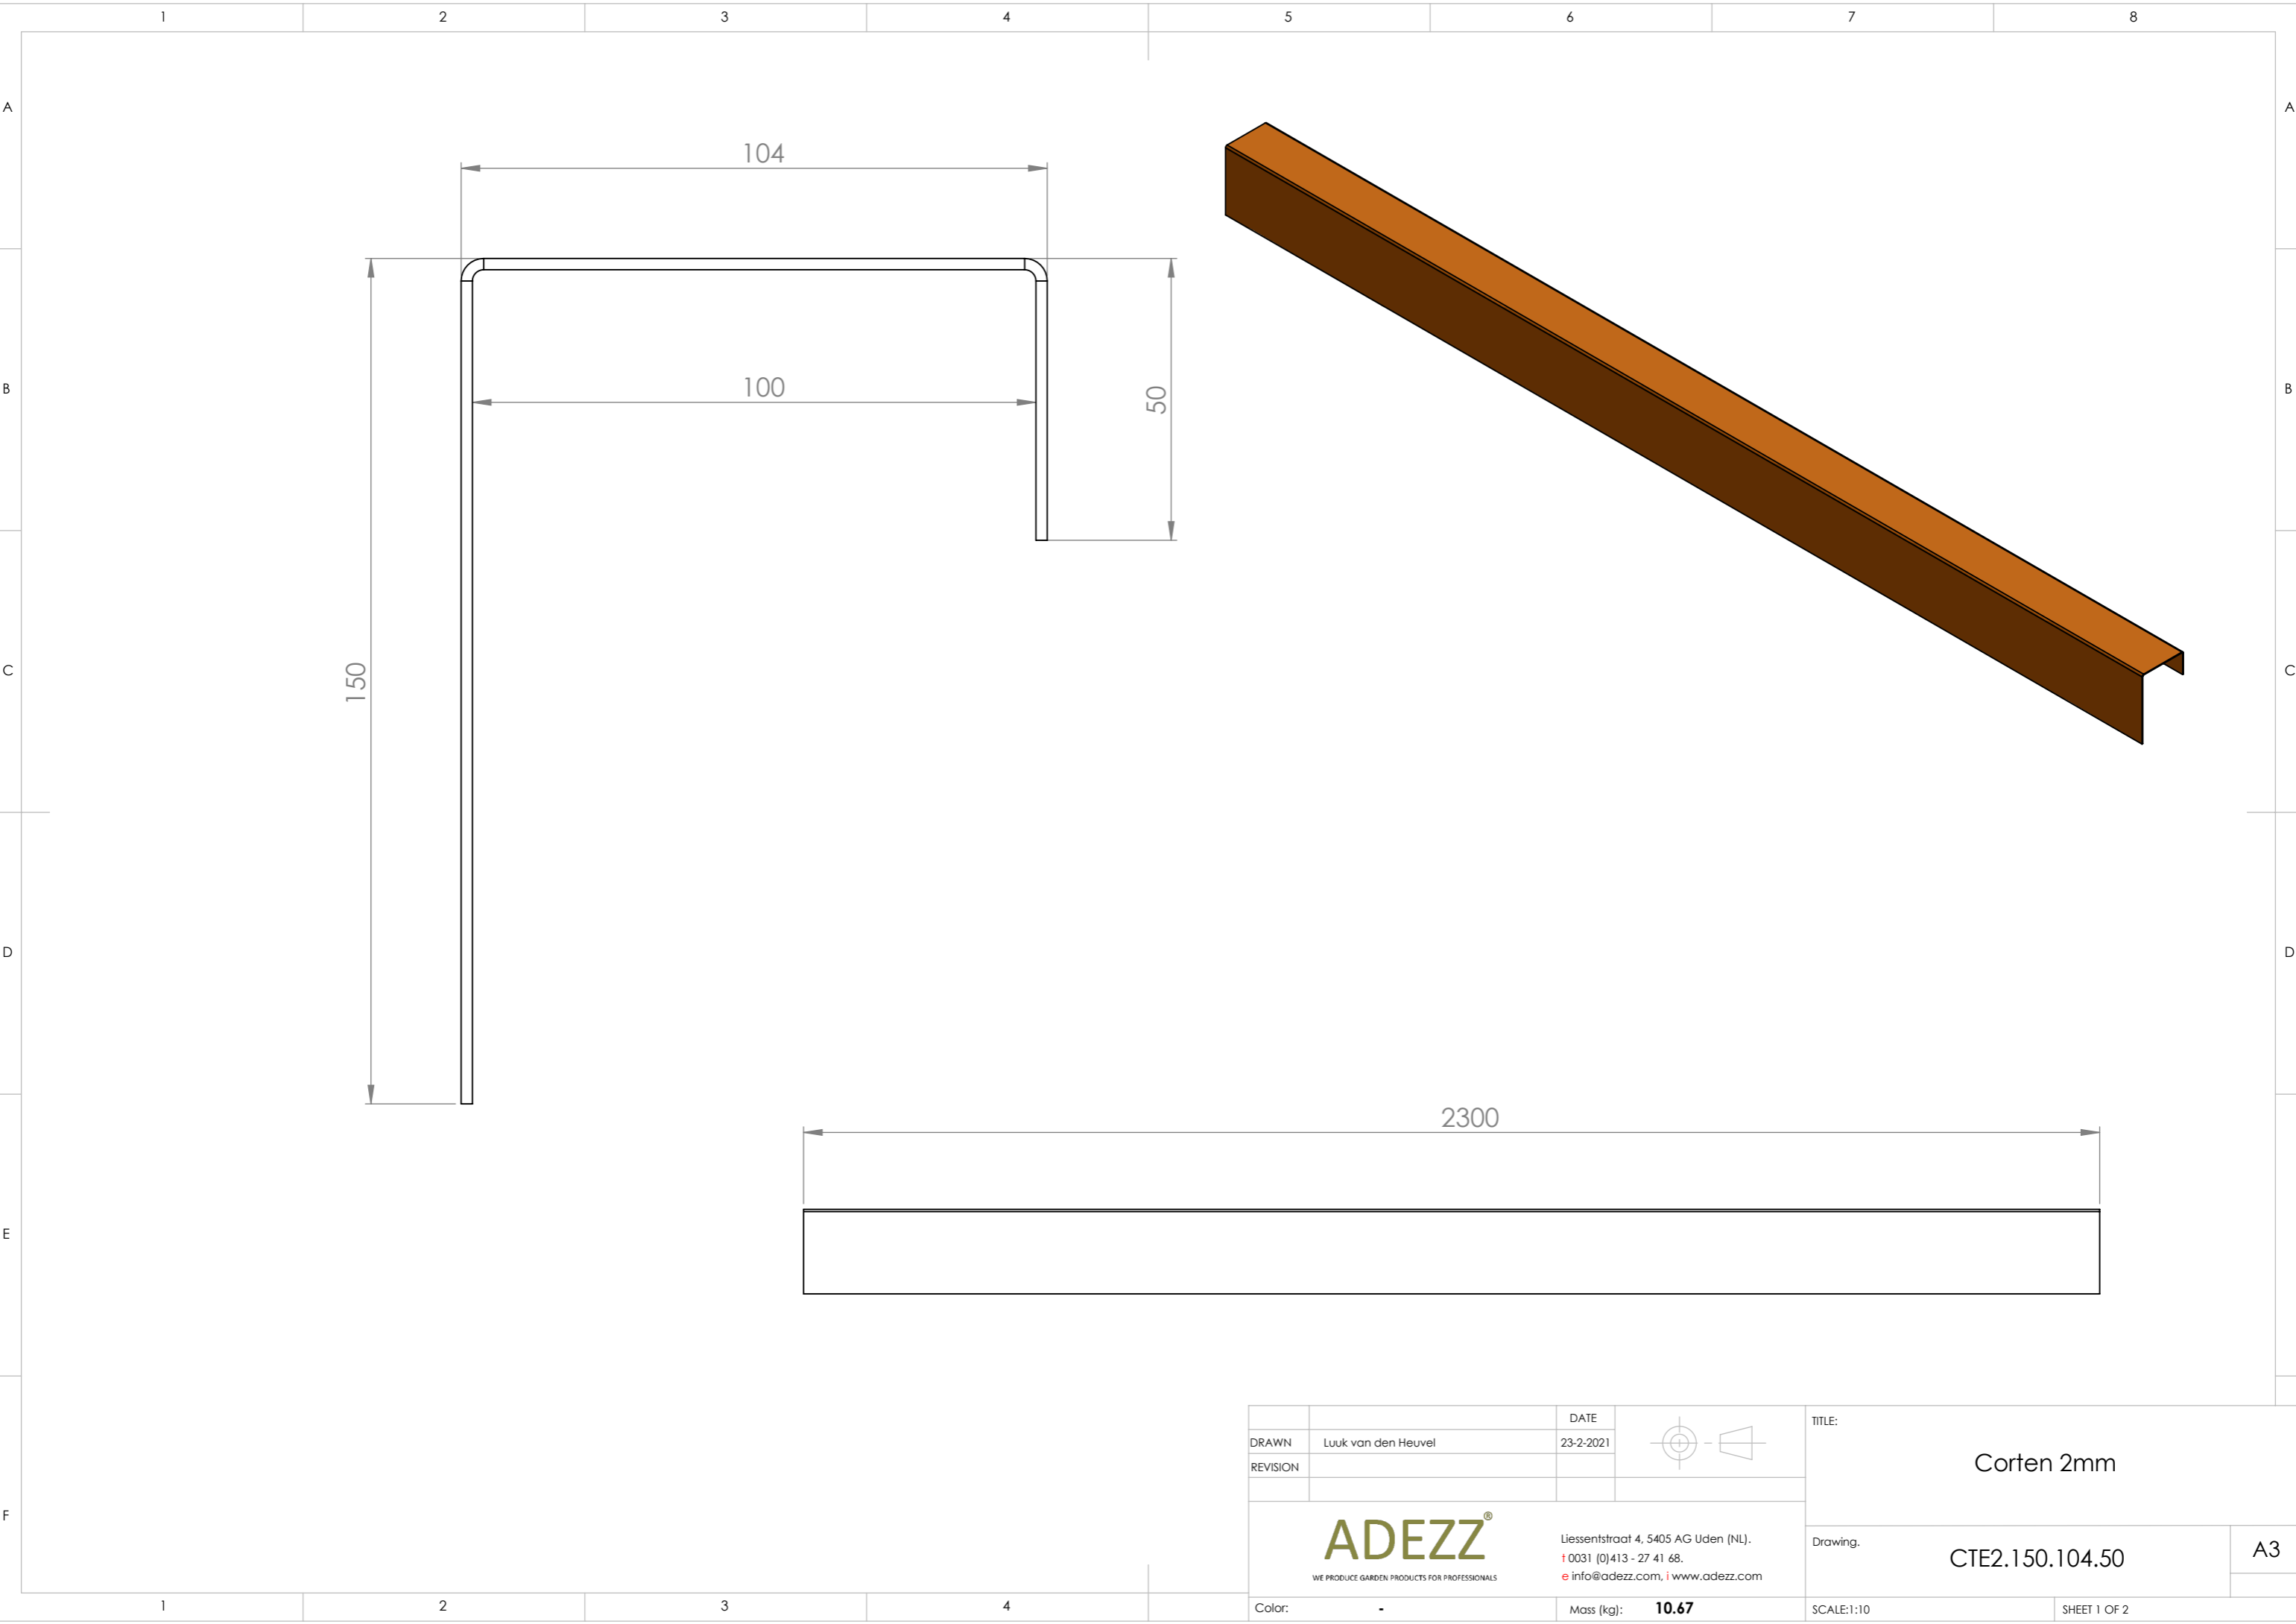 1 2 3 4 5 6 7 8
A A
104
B B
100
50
C C
150
D D
2300
E
DATE
TITLE:
DRAWN Luuk van den Heuvel 23-2-2021
REVISION
Corten 2mm
F
ADEZZ®
WE PRODUCE GARDEN PRODUCTS FOR PROFESSIONALS
Liessentstraat 4, 5405 AG Uden (NL).
t 0031 (0)413 - 27 41 68.
e info@adezz.com, i www.adezz.com
Drawing.
CTE2.150.104.50
A3
1 2 3 4
Color: -
Mass (kg): 10.67
SCALE:1:10
SHEET 1 OF 2